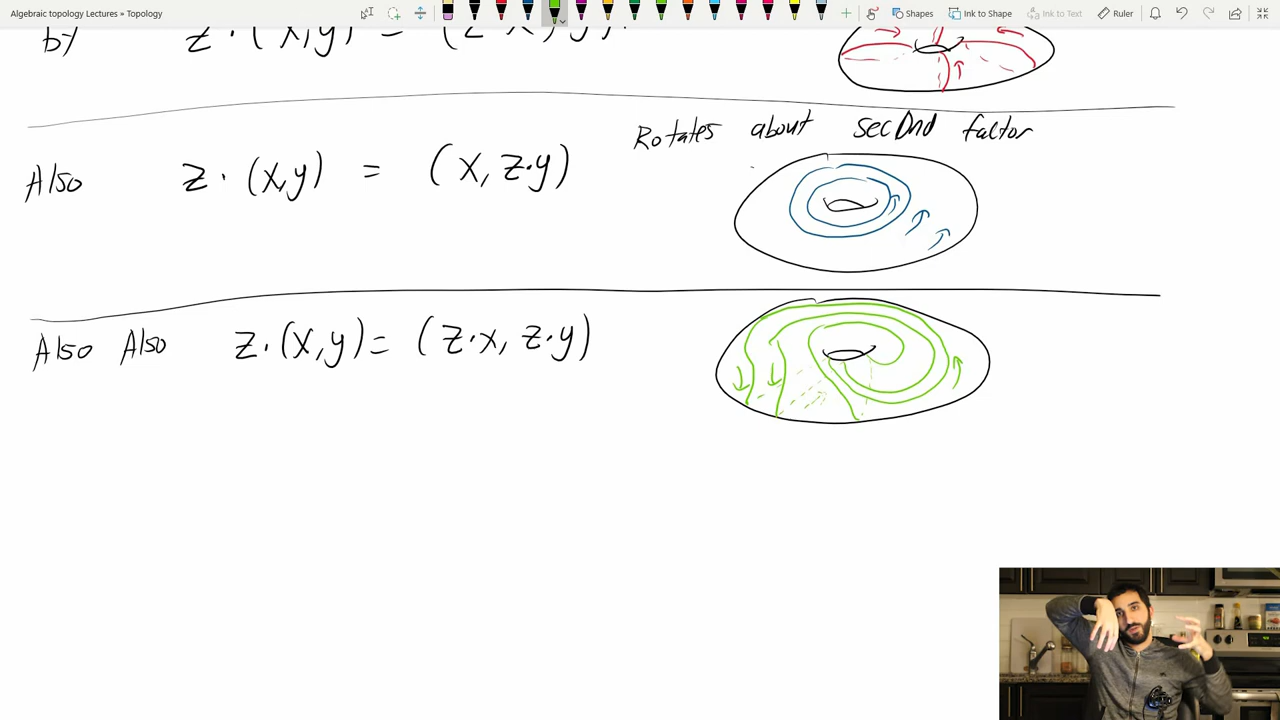 Algebraic topology Lectures » Topology
Shapes
Ink to Shape
Ink to Text
Ruler
by z·(x,y) = (z·x, y).
Rotates about second factor
Also z·(x,y) = (x, z·y)
Also Also z·(x,y) = (z·x, z·y)